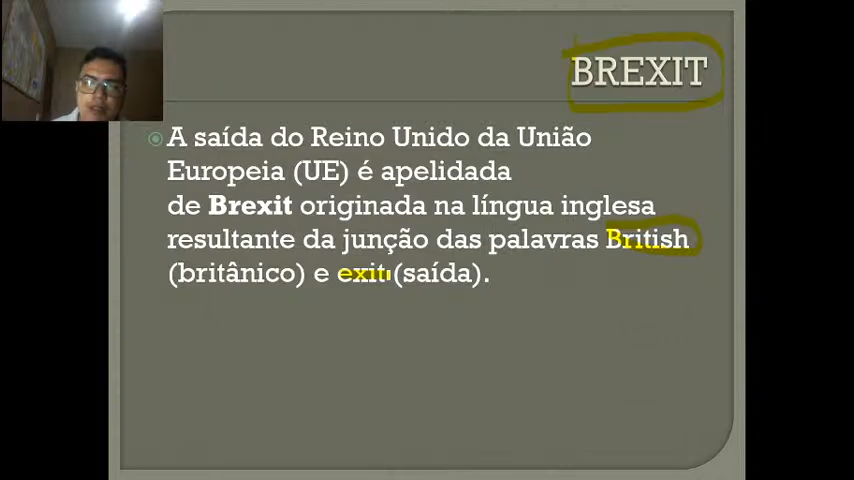 BREXIT
A saída do Reino Unido da União
Europeia (UE) é apelidada
de Brexit originada na língua inglesa
resultante da junção das palavras British
(britânico) e exit (saída).